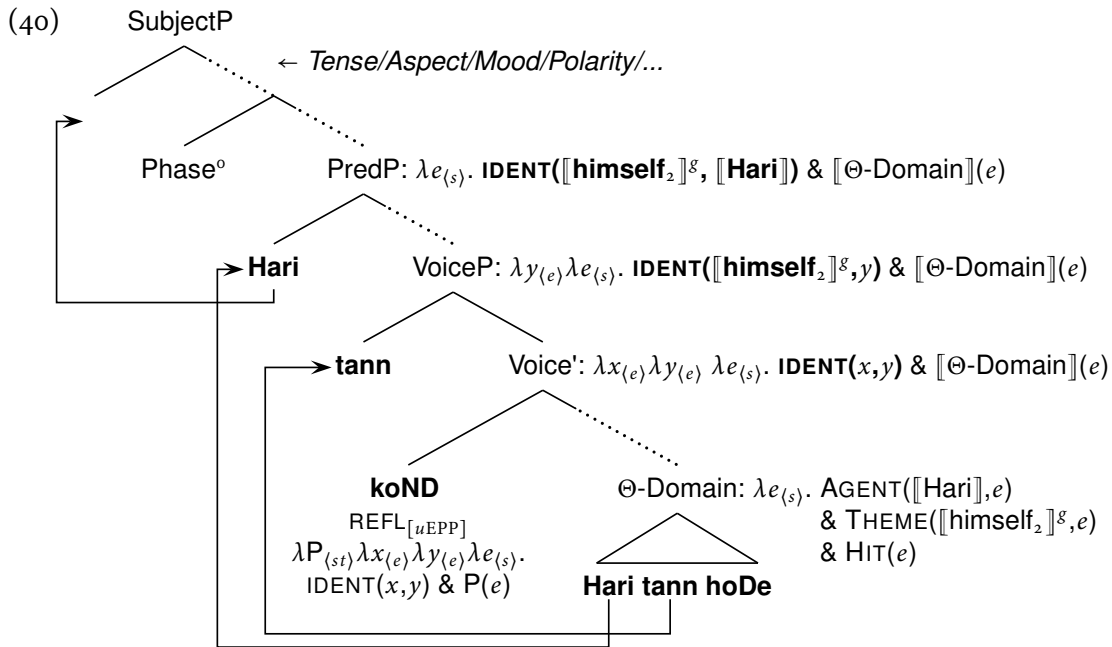 (40) SubjectP
← Tense/Aspect/Mood/Polarity/...
Phase⁰ PredP: λe⟨s⟩. IDENT(⟦himself₂⟧ᵍ, ⟦Hari⟧) & ⟦Θ-Domain⟧(e)
Hari VoiceP: λy⟨e⟩λe⟨s⟩. IDENT(⟦himself₂⟧ᵍ,y) & ⟦Θ-Domain⟧(e)
tann Voice': λx⟨e⟩λy⟨e⟩ λe⟨s⟩. IDENT(x,y) & ⟦Θ-Domain⟧(e)
koND Θ-Domain: λe⟨s⟩. AGENT(⟦Hari⟧,e)
REFL[uEPP] & THEME(⟦himself₂⟧ᵍ,e)
λP⟨st⟩λx⟨e⟩λy⟨e⟩λe⟨s⟩. & HIT(e)
IDENT(x,y) & P(e) Hari tann hoDe